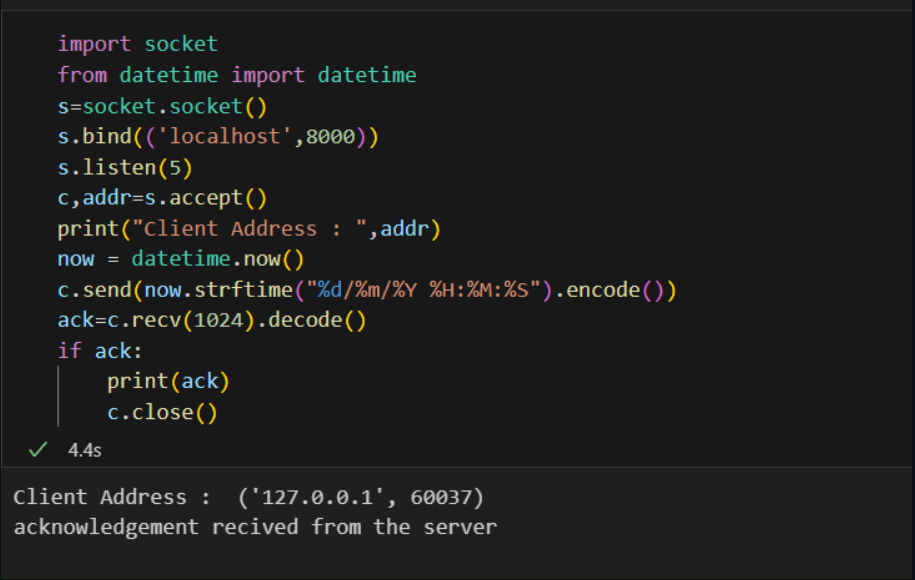 import socket
from datetime import datetime
s=socket.socket()
s.bind(('localhost',8000))
s.listen(5)
c,addr=s.accept()
print("Client Address : ",addr)
now = datetime.now()
c.send(now.strftime("%d/%m/%Y %H:%M:%S").encode())
ack=c.recv(1024).decode()
if ack:
    print(ack)
    c.close()
4.4s
Client Address :  ('127.0.0.1', 60037)
acknowledgement recived from the server